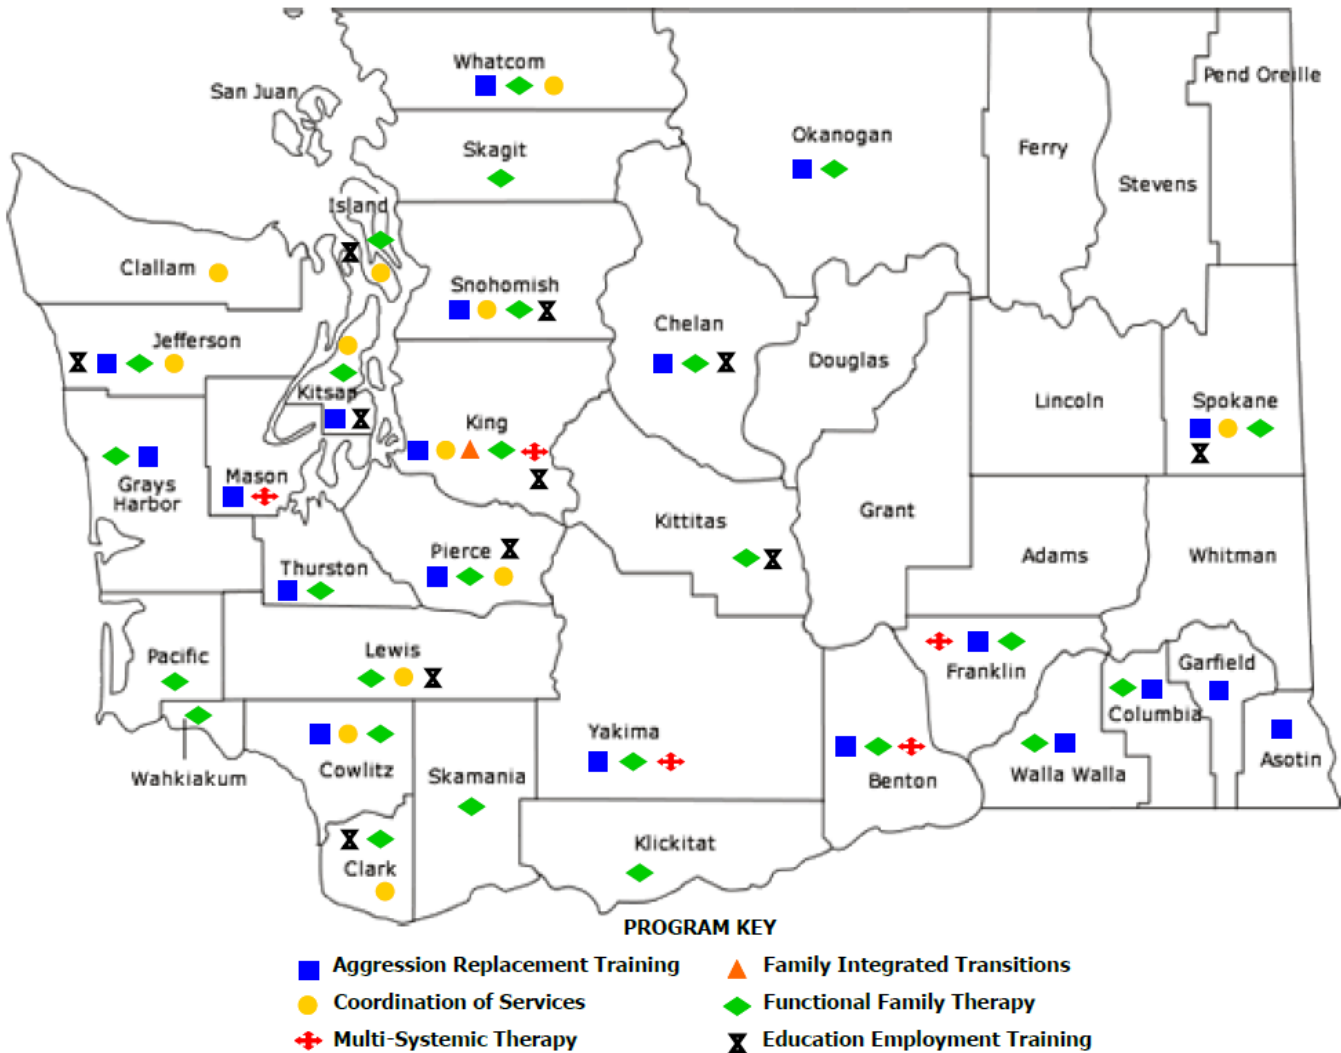 Whatcom
Pend Oreille
San Juan
Okanogan
Skagit
Ferry
Stevens
Island
Clallam
Snohomish
Chelan
Jefferson
Douglas
Kitsap
Lincoln
Spokane
King
Mason
Grays
Harbor
Grant
Kittitas
Pierce
Adams
Whitman
Thurston
Lewis
Pacific
Franklin
Garfield
Columbia
Yakima
Wahkiakum
Cowlitz
Skamania
Benton
Walla Walla
Asotin
Klickitat
Clark
PROGRAM KEY
Aggression Replacement Training
Family Integrated Transitions
Coordination of Services
Functional Family Therapy
Multi-Systemic Therapy
Education Employment Training